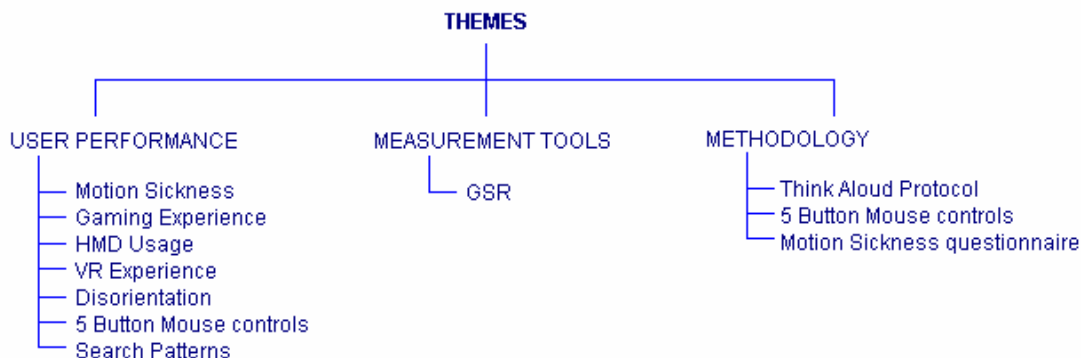 THEMES
USER PERFORMANCE
Motion Sickness
Gaming Experience
HMD Usage
VR Experience
Disorientation
5 Button Mouse controls
Search Patterns
MEASUREMENT TOOLS
GSR
METHODOLOGY
Think Aloud Protocol
5 Button Mouse controls
Motion Sickness questionnaire